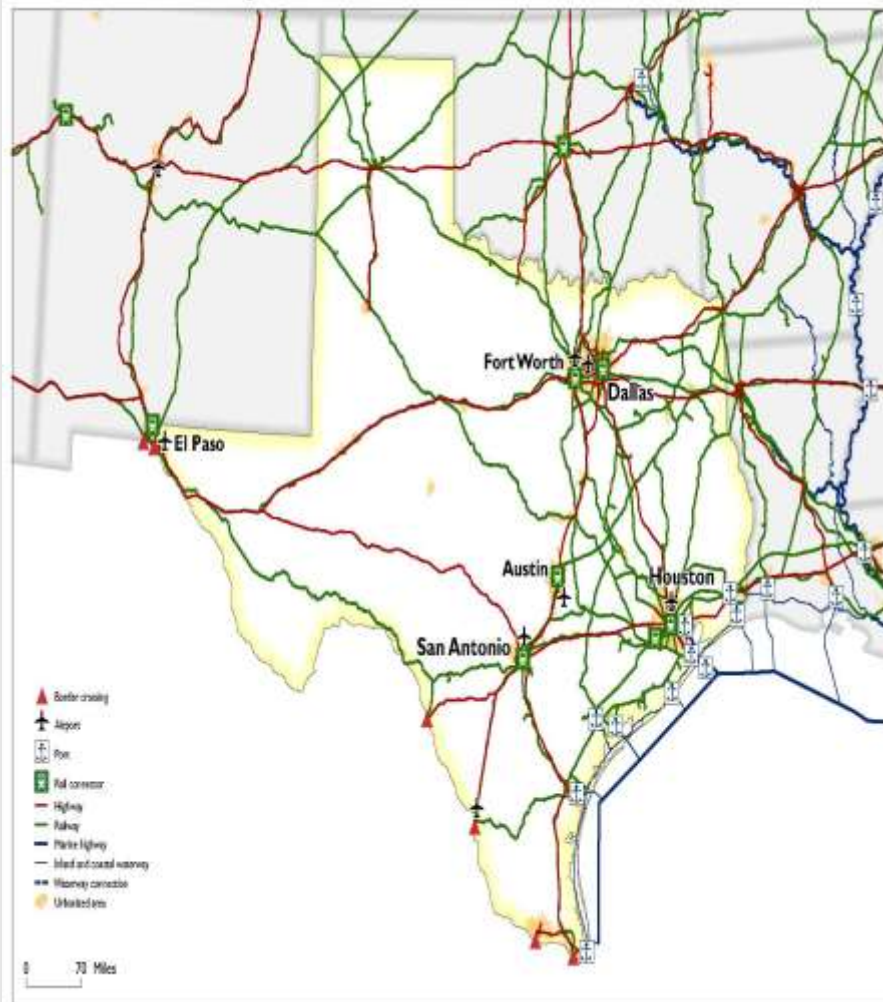 Fort Worth
Dallas
El Paso
Austin
Houston
San Antonio
Border crossing
Airport
Port
Rail connector
Highway
Railway
Marine highway
Inland and coastal waterway
Waterway connection
Urbanized area
0 70 Miles